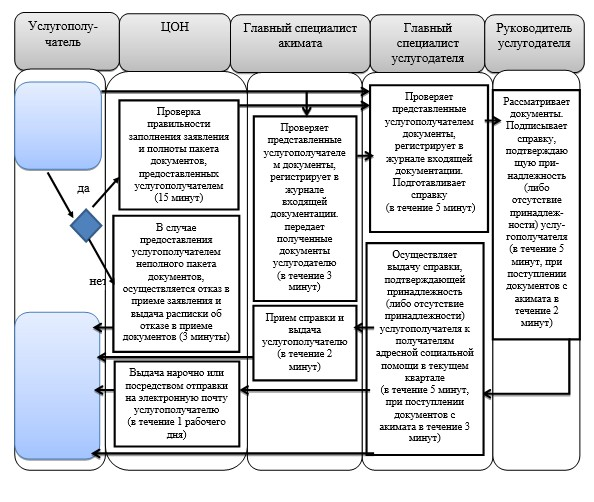 Услугополу-
чатель
ЦОН
Главный специалист
акимата
Главный
специалист
услугодателя
Руководитель
услугодателя
да
нет
Проверка
правильности
заполнения заявления
и полноты пакета
документов,
предоставленных
услугополучателем
(15 минут)
В случае
предоставления
услугополучателем
неполного пакета
документов,
осуществляется отказ в
приеме заявления и
выдача расписки об
отказе в приеме
документов (3 минуты)
Выдача нарочно или
посредством отправки
на электронную почту
услугополучателю
(в течение 1 рабочего
дня)
Проверяет
представленные
услугополучателе
м документы,
регистрирует в
журнале
входящей
документации.
передает
полученные
документы
услугодателю
(в течение 3
минут)
Прием справки и
выдача
услугополучателю
(в течение 2
минут)
Проверяет
представленные
услугополучателем
документы,
регистрирует в
журнале входящей
документации.
Подготавливает
справку
(в течение 5 минут)
Осуществляет
выдачу справки,
подтверждающей
принадлежность
(либо отсутствие
принадлежности)
услугополучателя к
получателям
адресной социальной
помощи в текущем
квартале
(в течение 5 минут,
при поступлении
документов с
акимата в течение 3
минут)
Рассматривает
документы.
Подписывает
справку,
подтверждаю
щую при-
надлежность
(либо
отсутствие
принадлеж-
ности) услу-
гополучателя
(в течение 5
минут, при
поступлении
документов с
акимата в
течение 2
минут)